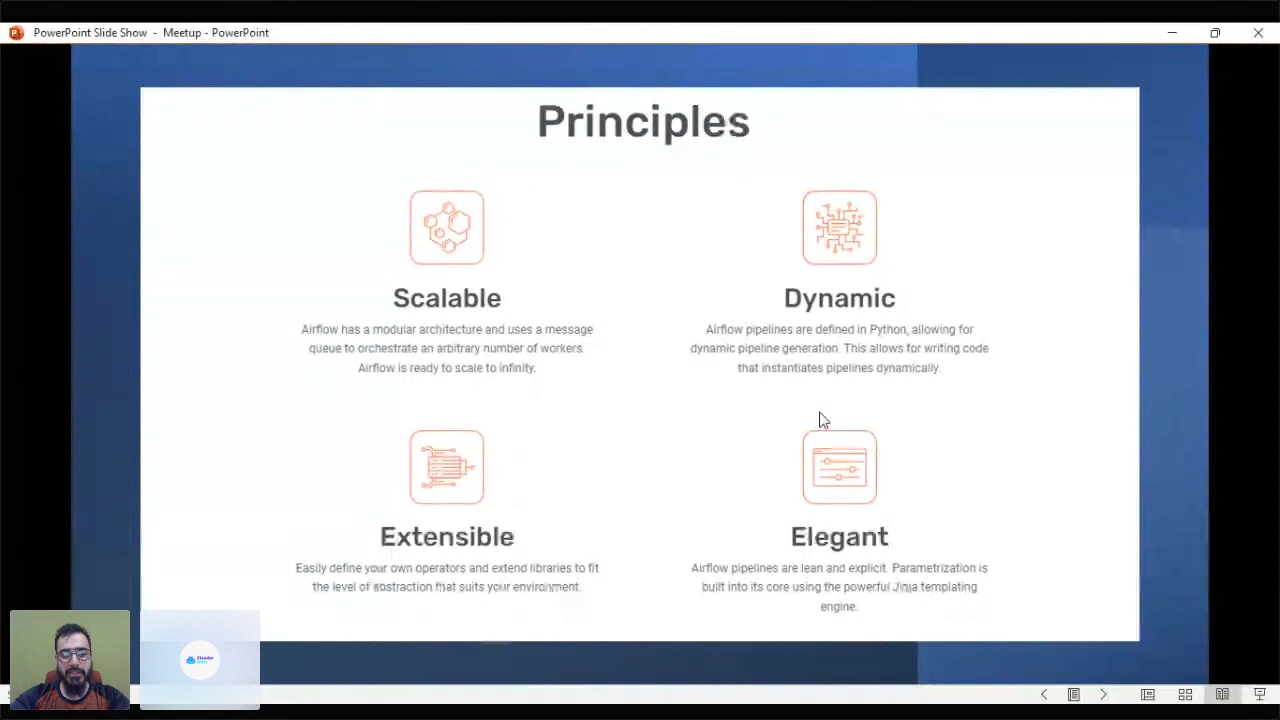 PowerPoint Slide Show - Meetup - PowerPoint
Principles
Scalable
Airflow has a modular architecture and uses a message
queue to orchestrate an arbitrary number of workers.
Airflow is ready to scale to infinity.
Dynamic
Airflow pipelines are defined in Python, allowing for
dynamic pipeline generation. This allows for writing code
that instantiates pipelines dynamically.
Extensible
Easily define your own operators and extend libraries to fit
the level of abstraction that suits your environment.
Elegant
Airflow pipelines are lean and explicit. Parametrization is
built into its core using the powerful Jinja templating
engine.